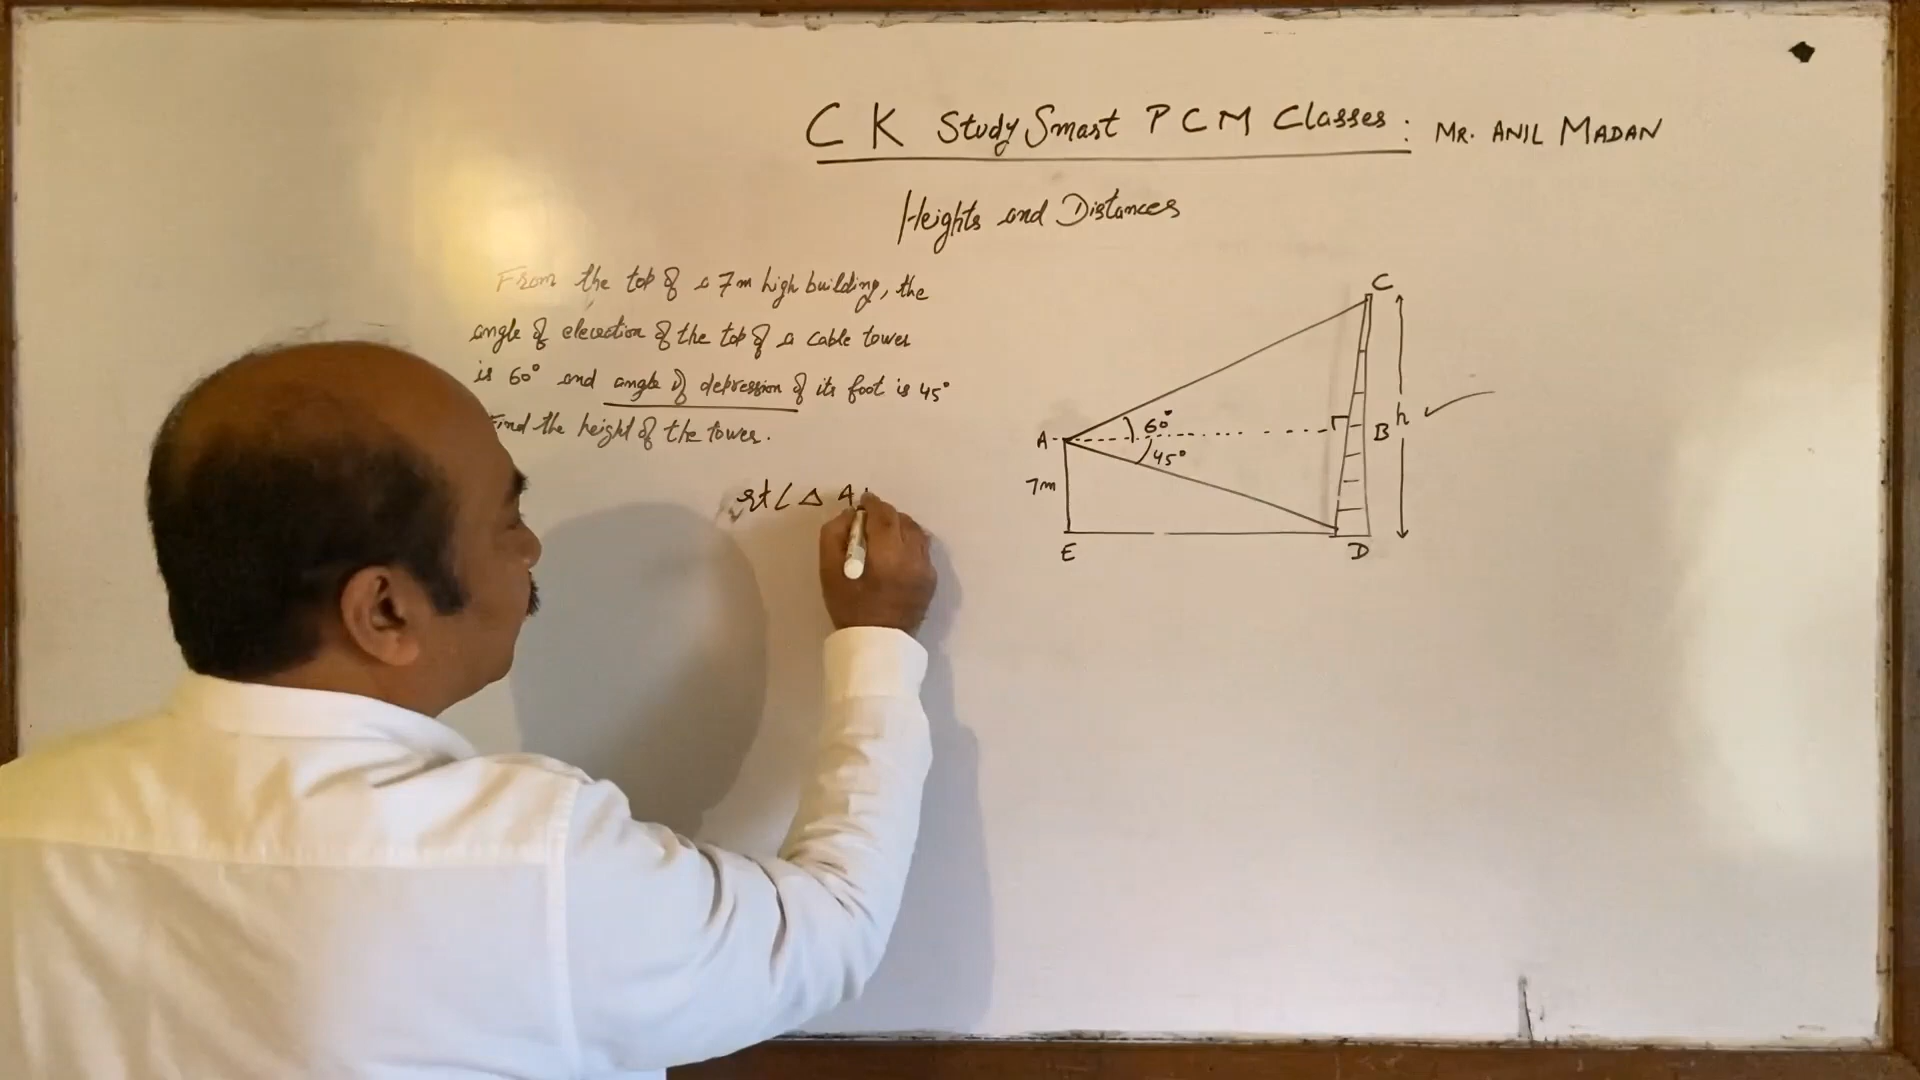 C K Study Smart P C M Classes : MR. ANIL MADAN
Heights and Distances
From the top of a 7m high building, the
angle of elevation of the top of a cable tower
is 60° and angle of depression of its foot is 45°
Find the height of the tower.
rt∠ Δ A
C
A
60°
B
h
45°
7m
E
D